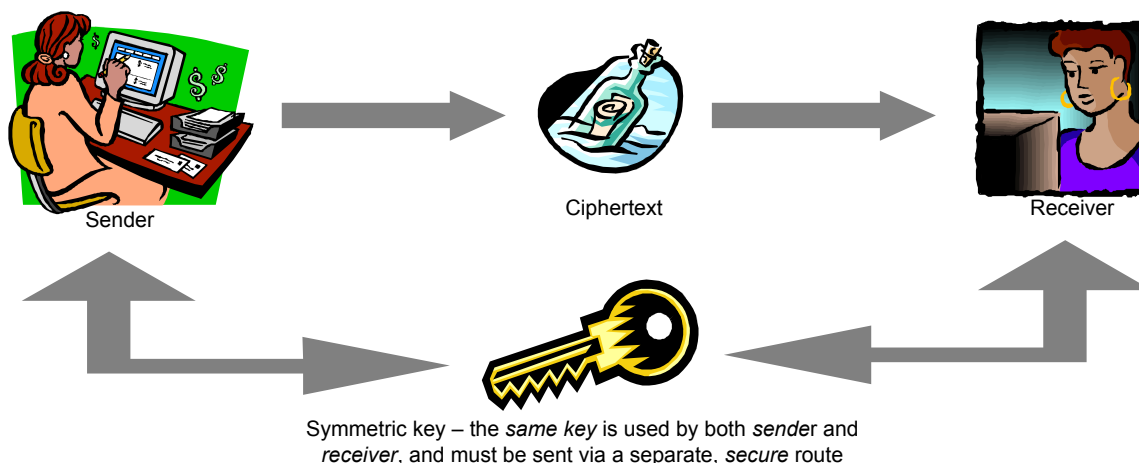 Sender
Ciphertext
Receiver
Symmetric key – the same key is used by both sender and
receiver, and must be sent via a separate, secure route